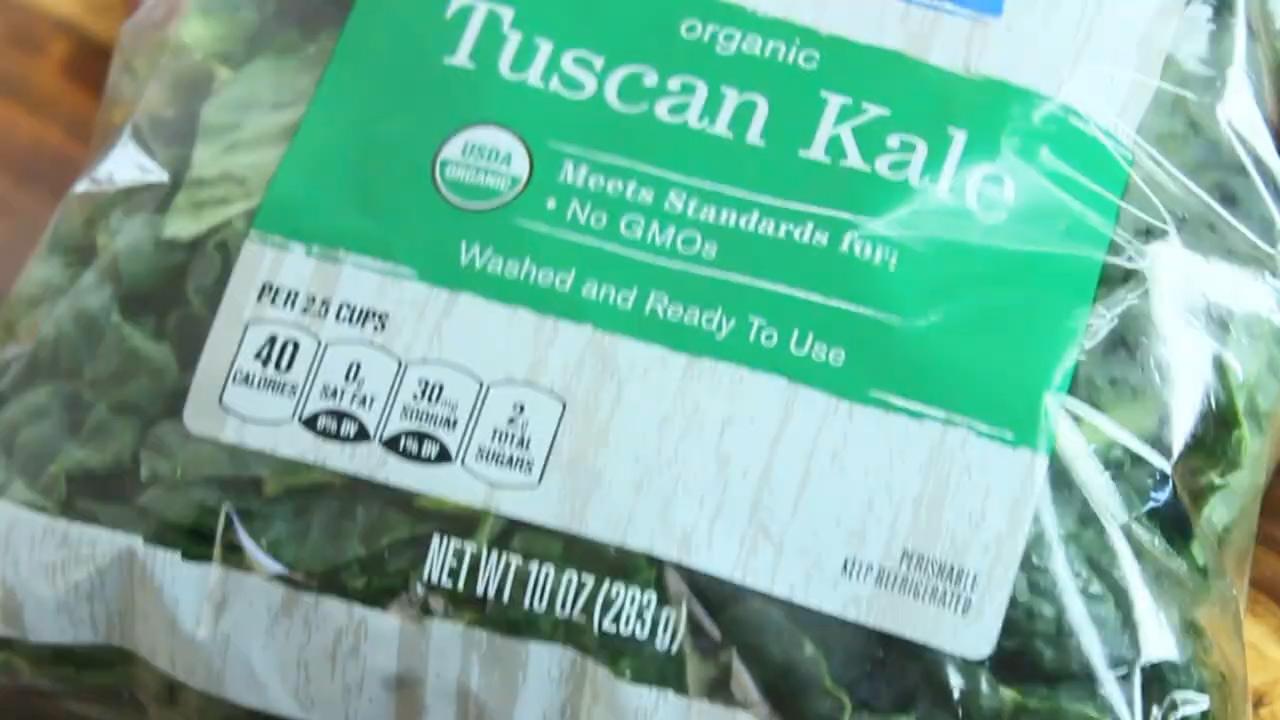 organic
Tuscan Kale
USDA
ORGANIC
Meets Standards for:
• No GMOs
Washed and Ready To Use
PER 2.5 CUPS
40
CALORIES
0g
SAT FAT
0% DV
30mg
SODIUM
1% DV
2g
TOTAL
SUGARS
NET WT 10 OZ (283 g)
PERISHABLE
KEEP REFRIGERATED